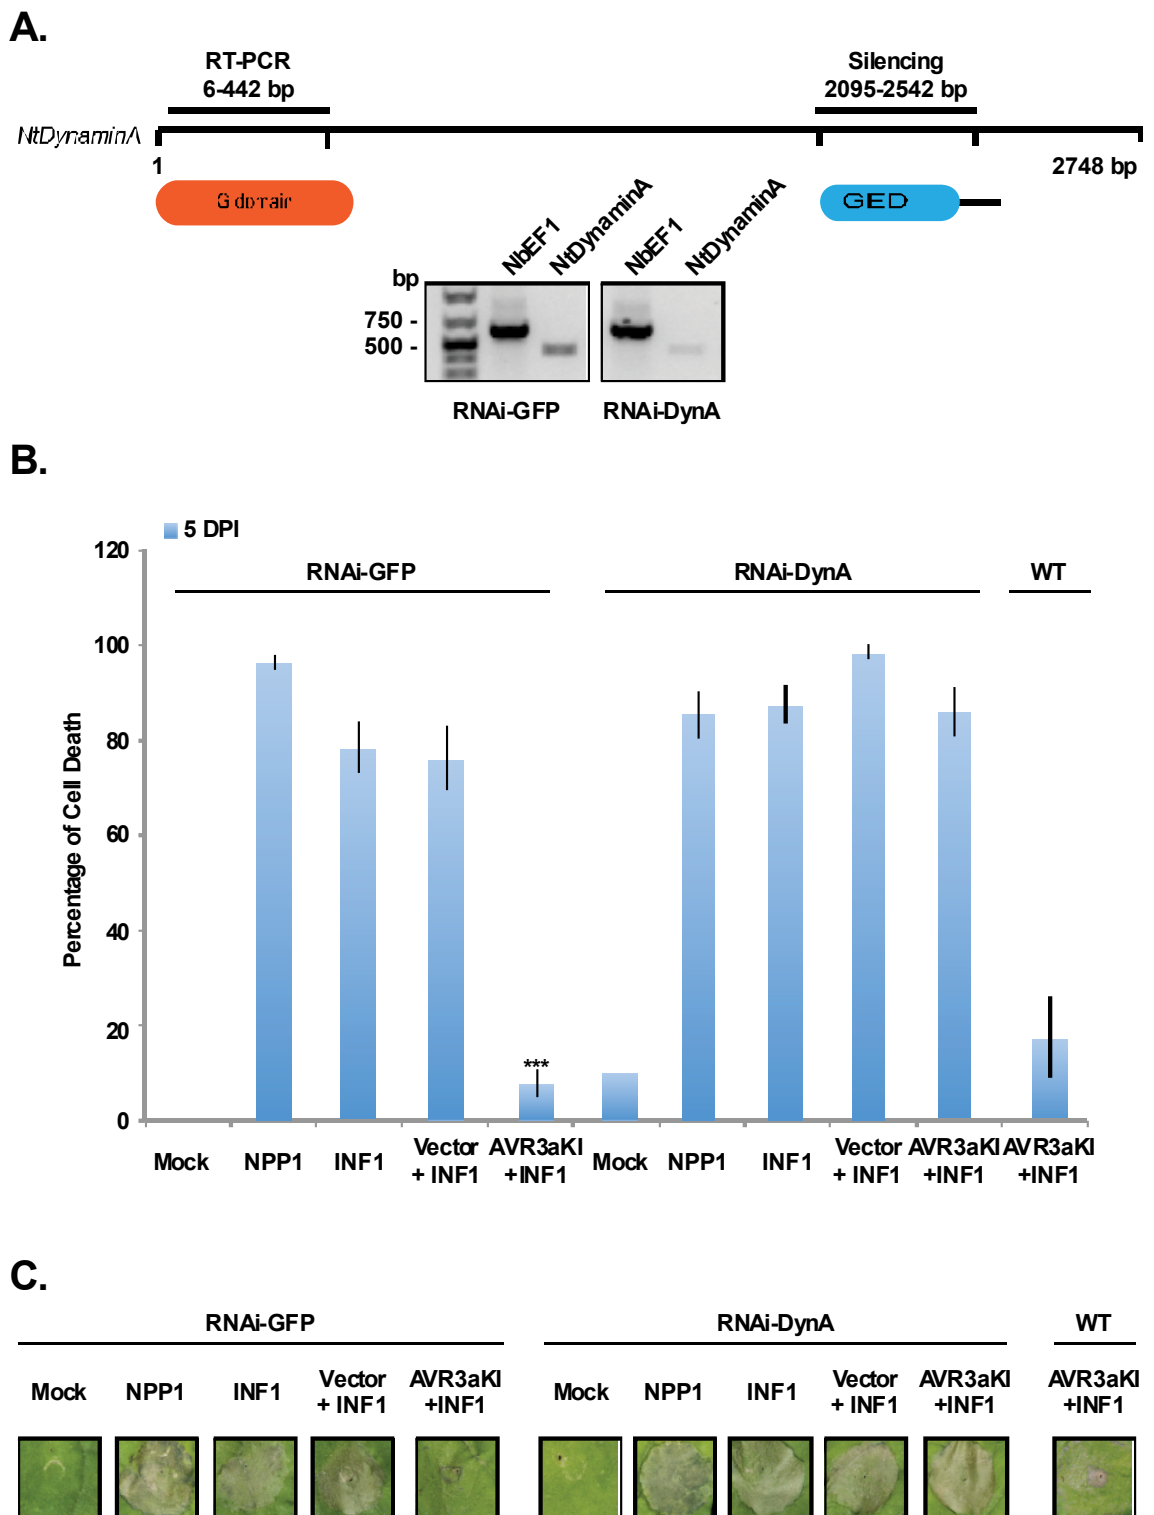 A.
RT-PCR
6-442 bp
Silencing
2095-2542 bp
NtDynaminA
1
2748 bp
G domain
GED
NbEF1
NtDynaminA
NbEF1
NtDynaminA
bp
750 -
500 -
RNAi-GFP
RNAi-DynA
B.
5 DPI
120
100
80
60
40
20
0
Percentage of Cell Death
RNAi-GFP
RNAi-DynA
WT
***
Mock
NPP1
INF1
Vector
+ INF1
AVR3aKI
+INF1
Mock
NPP1
INF1
Vector
+ INF1
AVR3aKI
+INF1
AVR3aKI
+INF1
C.
RNAi-GFP
RNAi-DynA
WT
Mock
NPP1
INF1
Vector
+ INF1
AVR3aKI
+INF1
Mock
NPP1
INF1
Vector
+ INF1
AVR3aKI
+INF1
AVR3aKI
+INF1